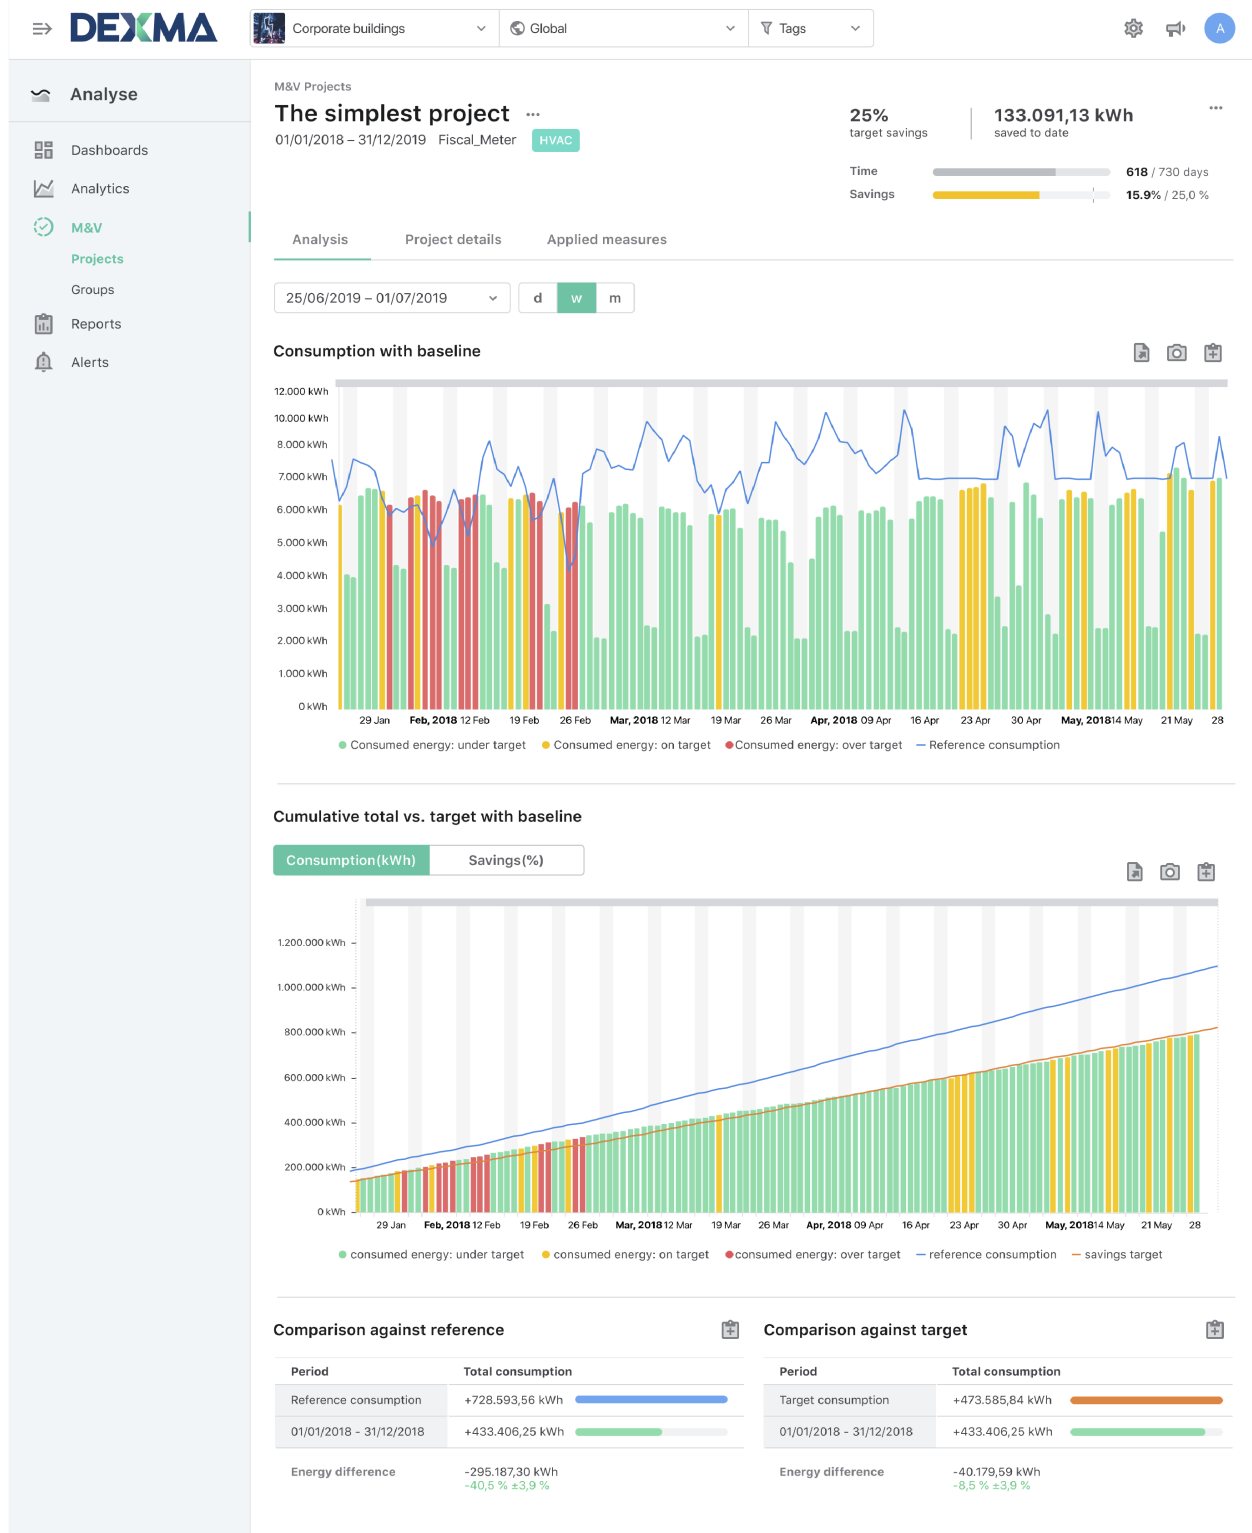 DEXMA
Corporate buildings
Global
Tags
A
Analyse
Dashboards
Analytics
M&V
Projects
Groups
Reports
Alerts
M&V Projects
The simplest project ...
01/01/2018 – 31/12/2019 Fiscal_Meter HVAC
25%
target savings
133.091,13 kWh
saved to date
Time 618 / 730 days
Savings 15.9% / 25,0 %
Analysis Project details Applied measures
25/06/2019 – 01/07/2019 d w m
Consumption with baseline
12.000 kWh
10.000 kWh
8.000 kWh
7.000 kWh
6.000 kWh
5.000 kWh
4.000 kWh
3.000 kWh
2.000 kWh
1.000 kWh
0 kWh
29 Jan Feb, 2018 12 Feb 19 Feb 26 Feb Mar, 2018 12 Mar 19 Mar 26 Mar Apr, 2018 09 Apr 16 Apr 23 Apr 30 Apr May, 2018 14 May 21 May 28
Consumed energy: under target Consumed energy: on target Consumed energy: over target Reference consumption
Cumulative total vs. target with baseline
Consumption(kWh) Savings(%)
1.200.000 kWh
1.000.000 kWh
800.000 kWh
600.000 kWh
400.000 kWh
200.000 kWh
0 kWh
29 Jan Feb, 2018 12 Feb 19 Feb 26 Feb Mar, 2018 12 Mar 19 Mar 26 Mar Apr, 2018 09 Apr 16 Apr 23 Apr 30 Apr May, 2018 14 May 21 May 28
consumed energy: under target consumed energy: on target consumed energy: over target reference consumption savings target
Comparison against reference
Period Total consumption
Reference consumption +728.593,56 kWh
01/01/2018 - 31/12/2018 +433.406,25 kWh
Energy difference -295.187,30 kWh
-40,5 % ±3,9 %
Comparison against target
Period Total consumption
Target consumption +473.585,84 kWh
01/01/2018 - 31/12/2018 +433.406,25 kWh
Energy difference -40.179,59 kWh
-8,5 % ±3,9 %